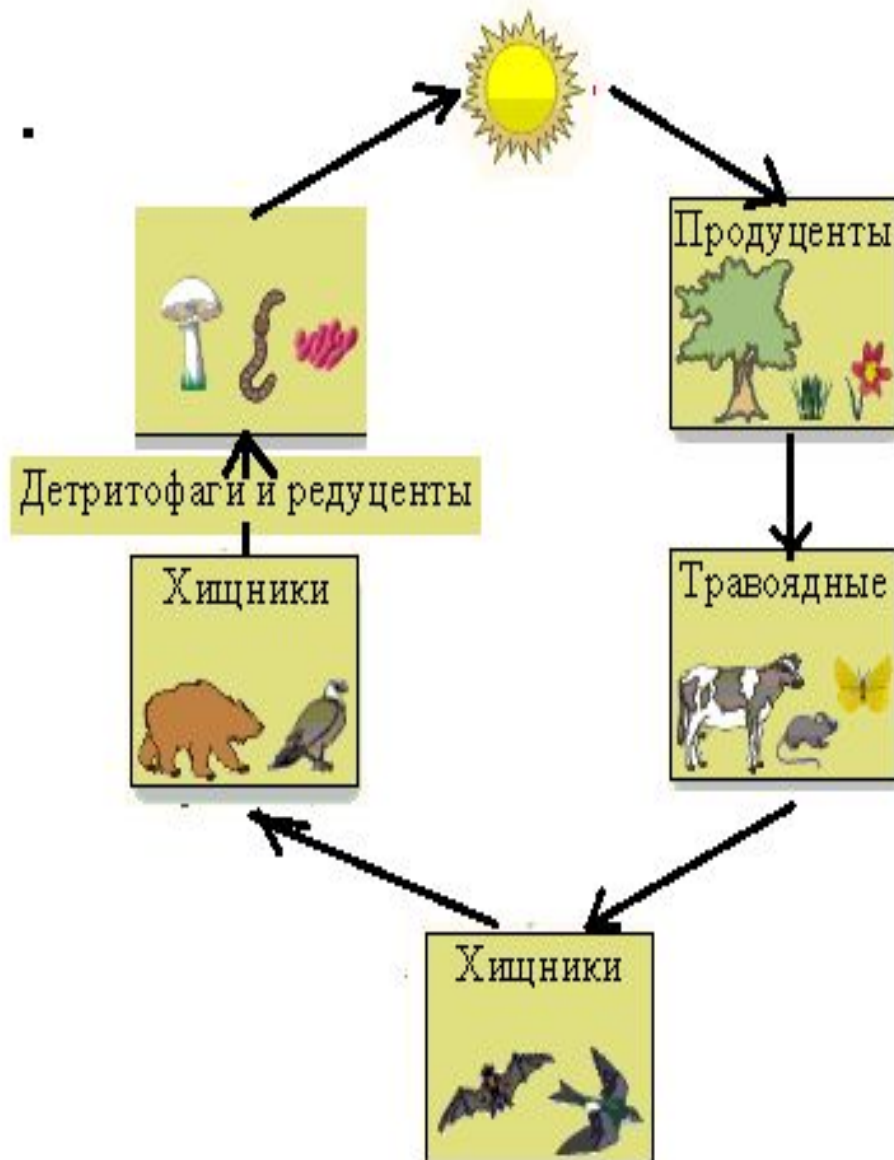 Продуценты
Детритофаги и редуценты
Хищники
Травоядные
Хищники